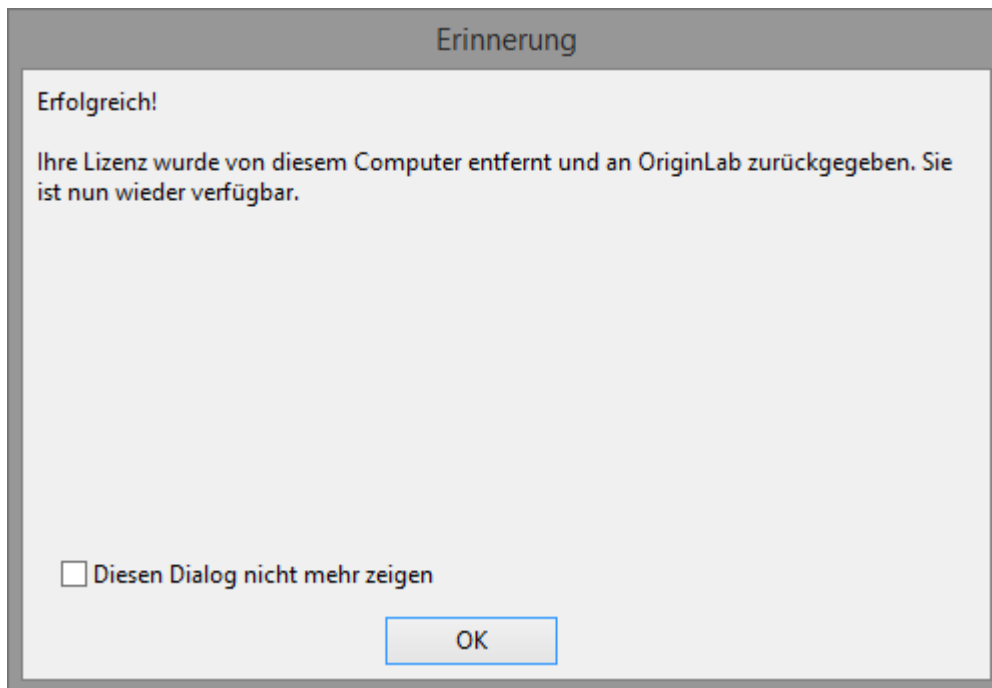 Erinnerung
Erfolgreich!
Ihre Lizenz wurde von diesem Computer entfernt und an OriginLab zurückgegeben. Sie
ist nun wieder verfügbar.
Diesen Dialog nicht mehr zeigen
OK